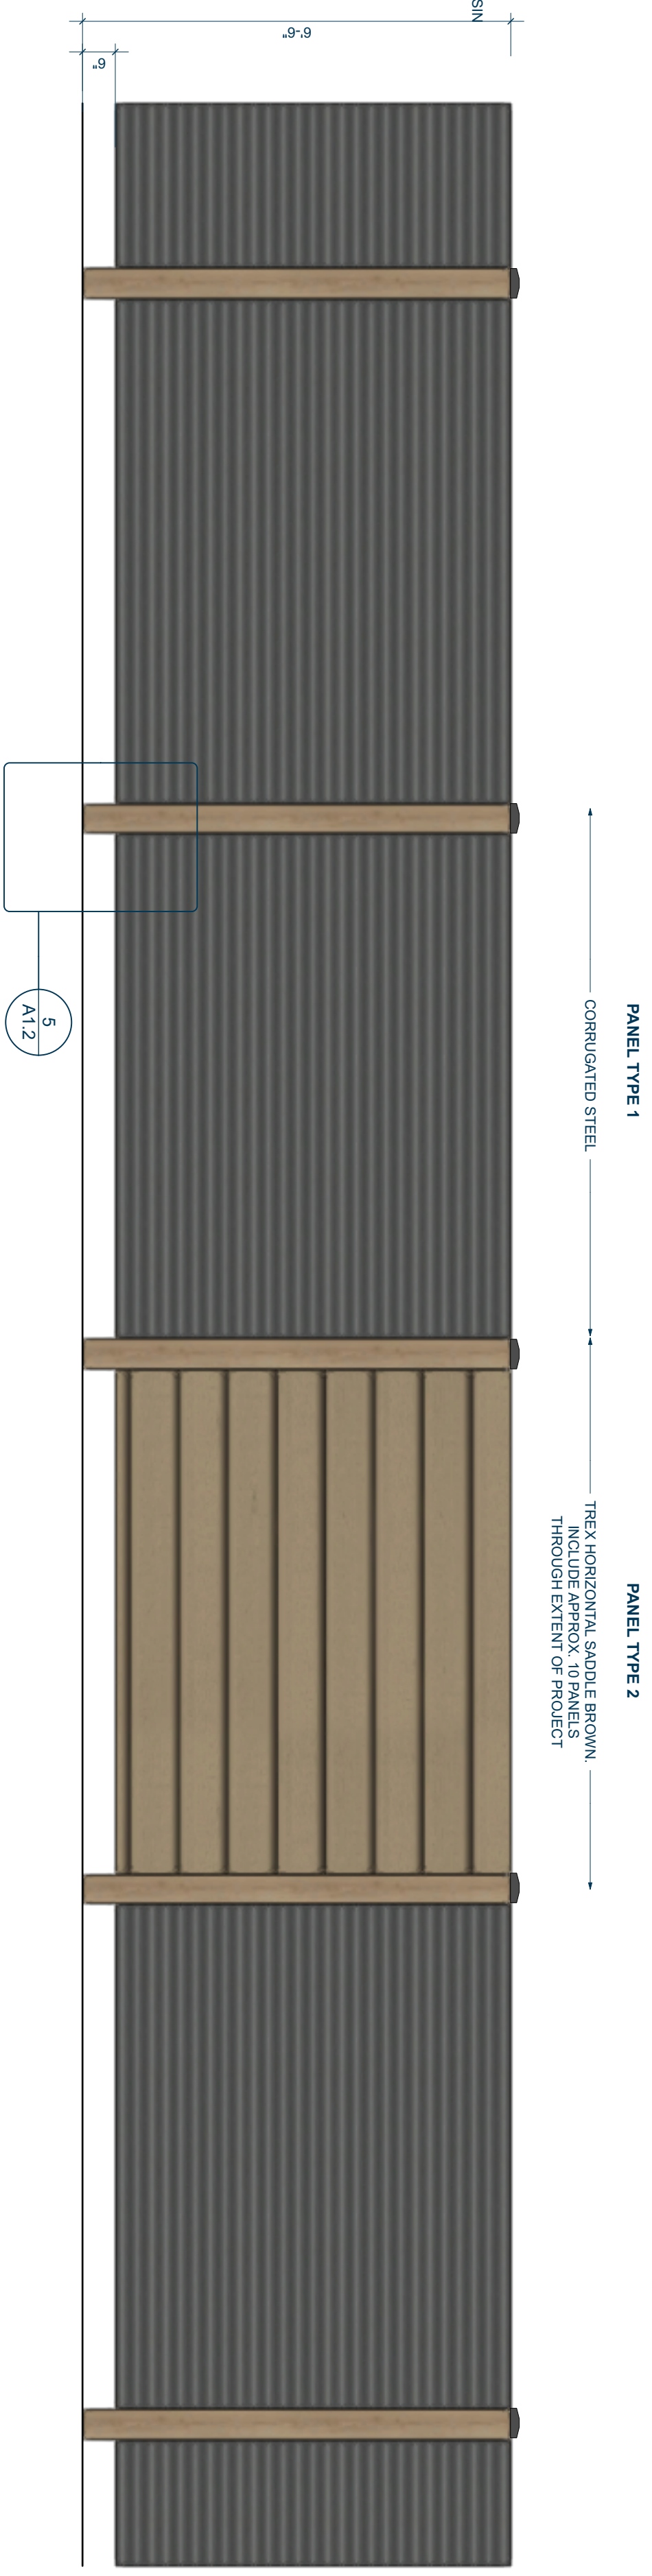 PANEL TYPE 1
CORRUGATED STEEL
PANEL TYPE 2
TREX HORIZONTAL SADDLE BROWN.
INCLUDE APPROX. 10 PANELS
THROUGH EXTENT OF PROJECT
SIN
6'-6"
6"
5
A1.2